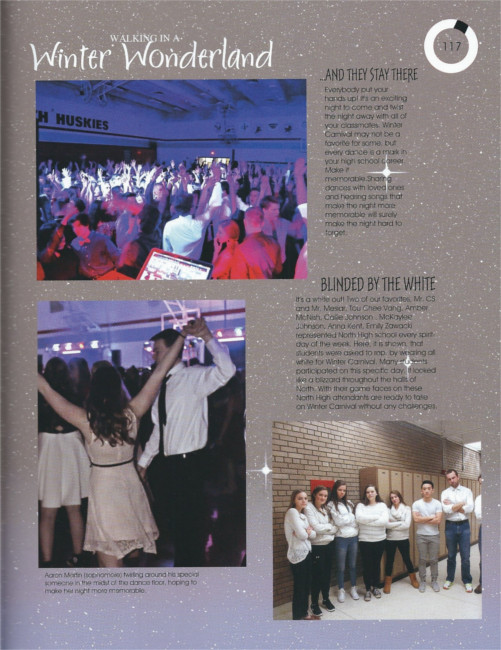 WALKING IN A
Winter Wonderland
117
...AND THEY STAY THERE
Everybody put your
hands up! It's an exciting
night to come and twist
the night away with all of
your classmates. Winter
Carnival may not be a
favorite for some, but
every dance is a mark in
your high school career.
Make it
memorable.Sharing
dances with loved ones
and hearing songs that
make the night more
memorable will surely
make the night hard to
forget.
H HUSKIES
BLINDED BY THE WHITE
It's a white out! Two of our favorites, Mr. CS
and Mr. Meisar, Tou Chee Vang, Amber
McNish, Callie Johnson, McKaylee
Johnson, Anna Kent, Emily Zawacki
represented North High school every spirit
day of the week. Here, it is shown, that
students were asked to rap by wearing all
white for Winter Carnival. Many students
participated on this specific day. It looked
like a blizzard throughout the halls of
North. With their game faces on these
North High attendants are ready to take
on Winter Carnival without any challenges.
Aaron Martin (sophomore) twirling around his special
someone in the midst of the dance floor, hoping to
make her night more memorable.